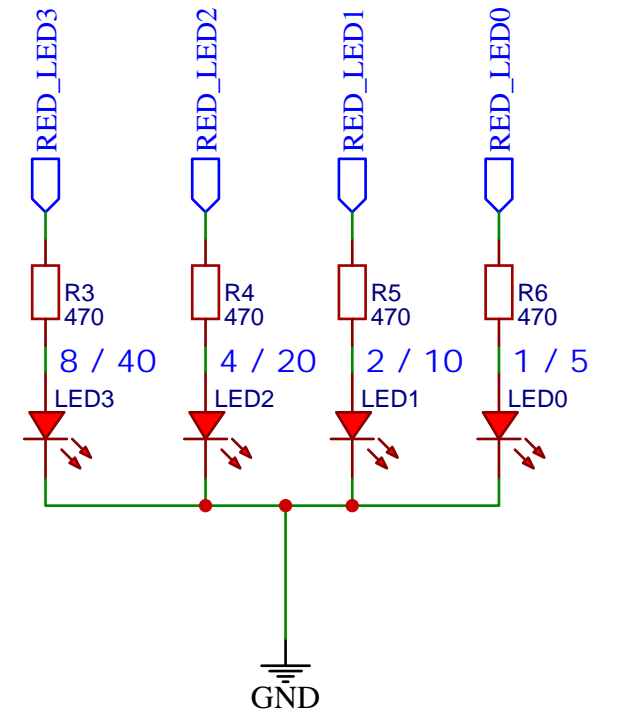 RED_LED3
RED_LED2
RED_LED1
RED_LED0
R3
470
R4
470
R5
470
R6
470
8 / 40
4 / 20
2 / 10
1 / 5
LED3
LED2
LED1
LED0
GND